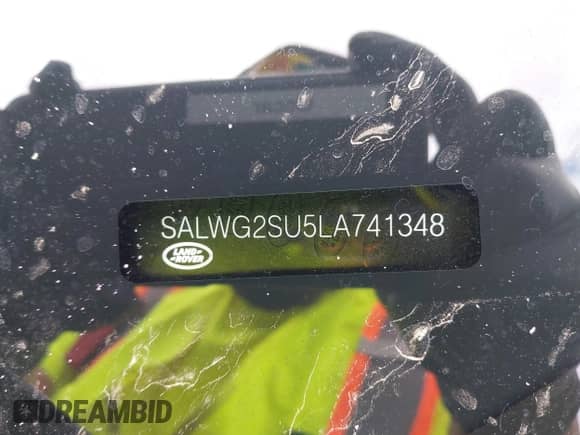 SALWG2SU5LA741348
LAND
ROVER
DREAMBID